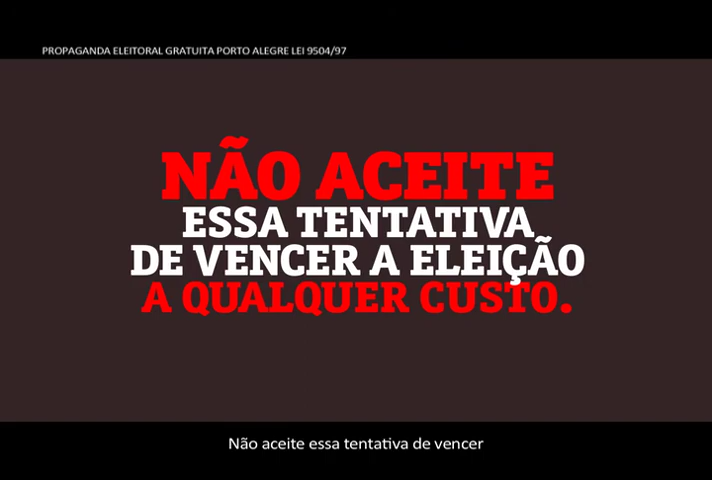 PROPAGANDA ELEITORAL GRATUITA PORTO ALEGRE LEI 9504/97
NÃO ACEITE
ESSA TENTATIVA
DE VENCER A ELEIÇÃO
A QUALQUER CUSTO.
Não aceite essa tentativa de vencer